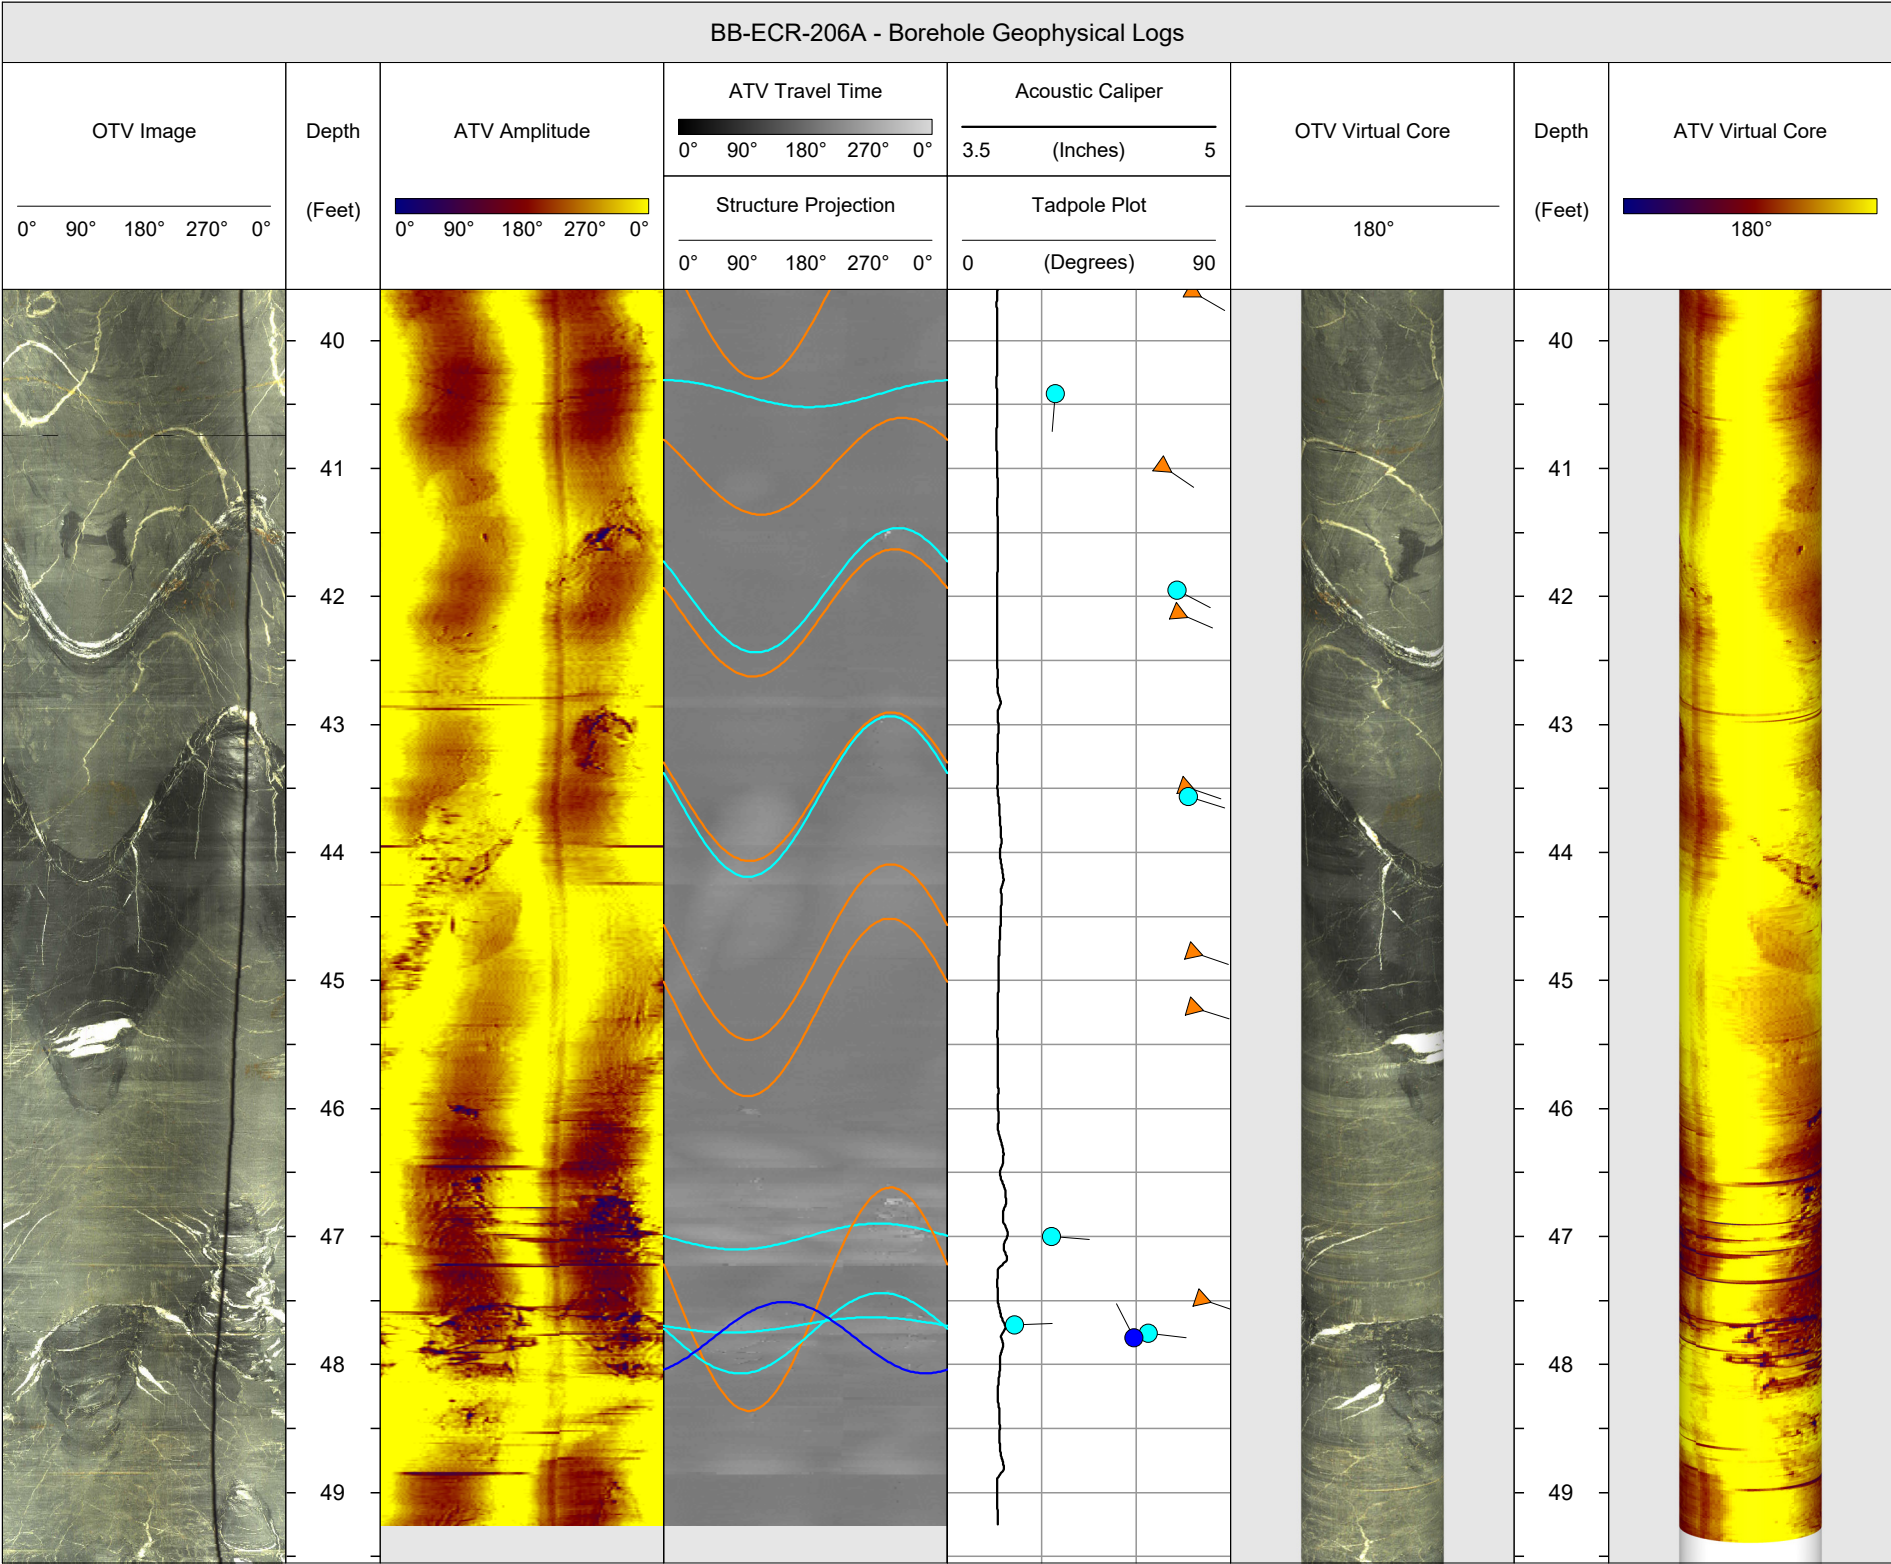 BB-ECR-206A - Borehole Geophysical Logs
OTV Image
0° 90° 180° 270° 0°
Depth
(Feet)
ATV Amplitude
0° 90° 180° 270° 0°
ATV Travel Time
0° 90° 180° 270° 0°
Structure Projection
0° 90° 180° 270° 0°
Acoustic Caliper
3.5 (Inches) 5
Tadpole Plot
0 (Degrees) 90
OTV Virtual Core
180°
Depth
(Feet)
ATV Virtual Core
180°
40
41
42
43
44
45
46
47
48
49
40
41
42
43
44
45
46
47
48
49